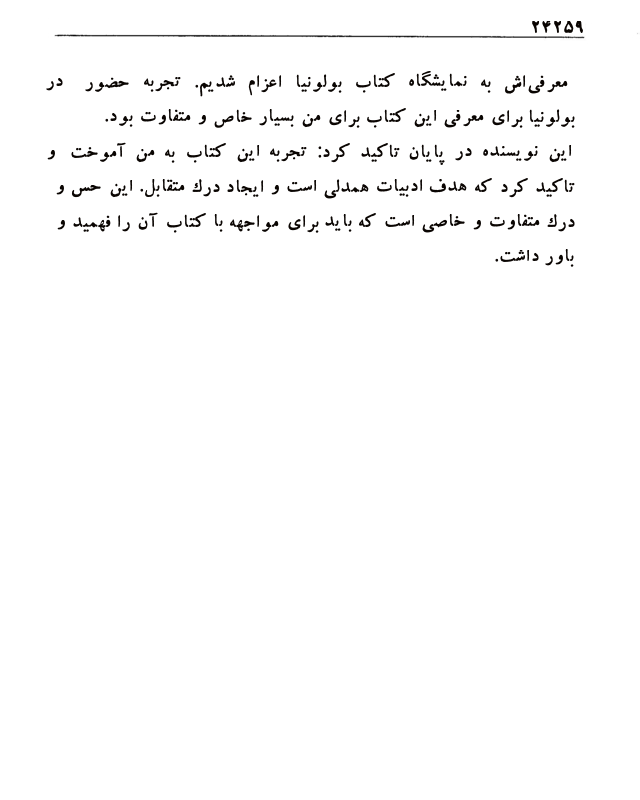 ۲۴۲۵۹
معرفی‌اش به نمایشگاه کتاب بولونیا اعزام شدیم. تجربه حضور در
بولونیا برای معرفی این کتاب برای من بسیار خاص و متفاوت بود.
این نویسنده در پایان تاکید کرد: تجربه این کتاب به من آموخت و
تاکید کرد که هدف ادبیات همدلی است و ایجاد درك متقابل. این حس و
درك متفاوت و خاصی است که باید برای مواجهه با کتاب آن را فهمید و
باور داشت.